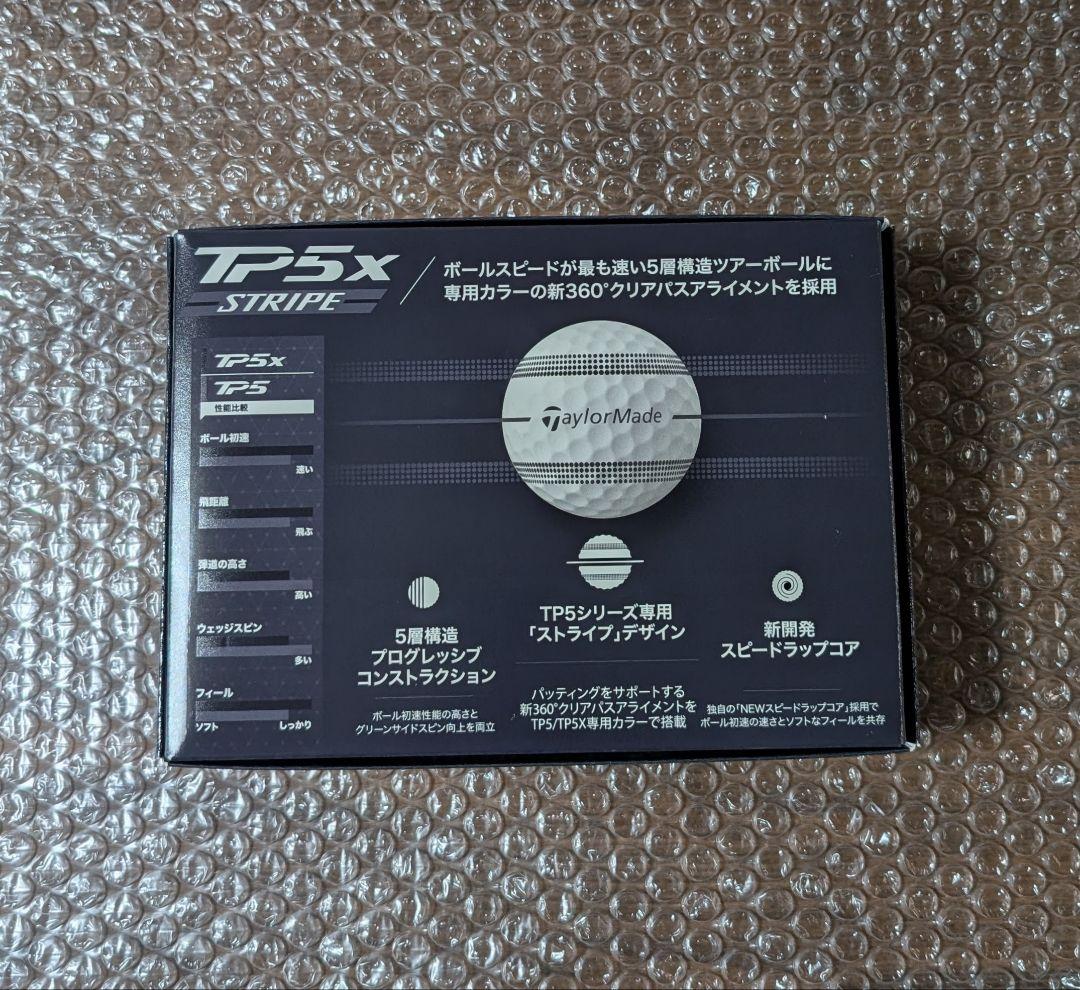 TP5x
STRIPE
ボールスピードが最も速い5層構造ツアーボールに
専用カラーの新360°クリアパスアライメントを採用
TP5x
TP5
性能比較
ボール初速
速い
飛距離
飛ぶ
弾道の高さ
高い
ウェッジスピン
多い
フィール
ソフト しっかり
TaylorMade
5層構造
プログレッシブ
コンストラクション
ボール初速性能の高さと
グリーンサイドスピン向上を両立
TP5シリーズ専用
「ストライプ」デザイン
パッティングをサポートする
新360°クリアパスアライメントを
TP5/TP5X専用カラーで搭載
新開発
スピードラップコア
独自の「NEWスピードラップコア」採用で
ボール初速の速さとソフトなフィールを共存